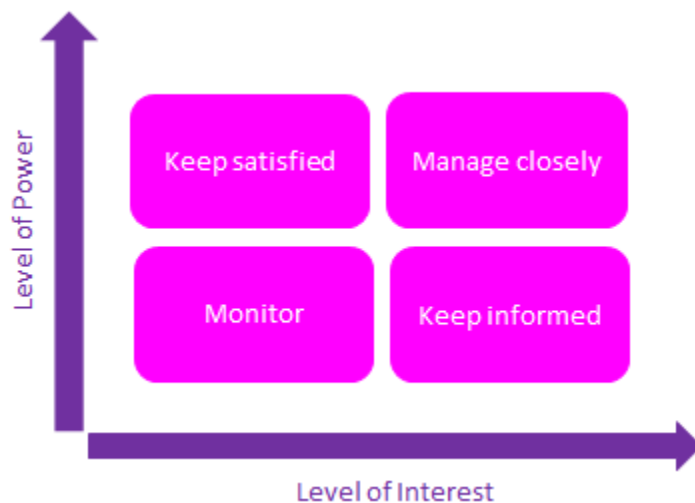 Level of Power
Keep satisfied
Manage closely
Monitor
Keep informed
Level of Interest